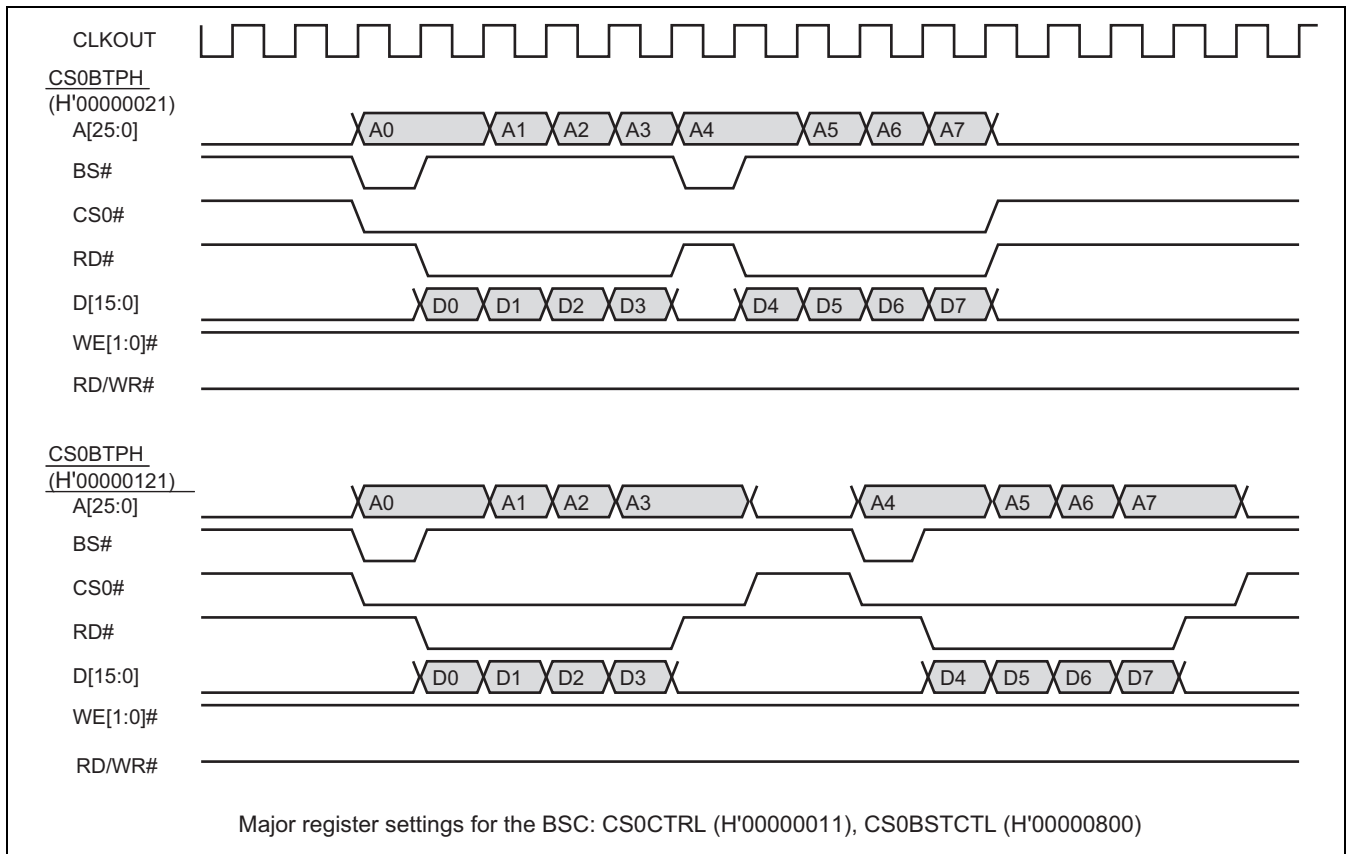 CLKOUT
CS0BTPH
(H'00000021)
A[25:0] A0 A1 A2 A3 A4 A5 A6 A7
BS#
CS0#
RD#
D[15:0] D0 D1 D2 D3 D4 D5 D6 D7
WE[1:0]#
RD/WR#
CS0BTPH
(H'00000121)
A[25:0] A0 A1 A2 A3 A4 A5 A6 A7
BS#
CS0#
RD#
D[15:0] D0 D1 D2 D3 D4 D5 D6 D7
WE[1:0]#
RD/WR#
Major register settings for the BSC: CS0CTRL (H'00000011), CS0BSTCTL (H'00000800)